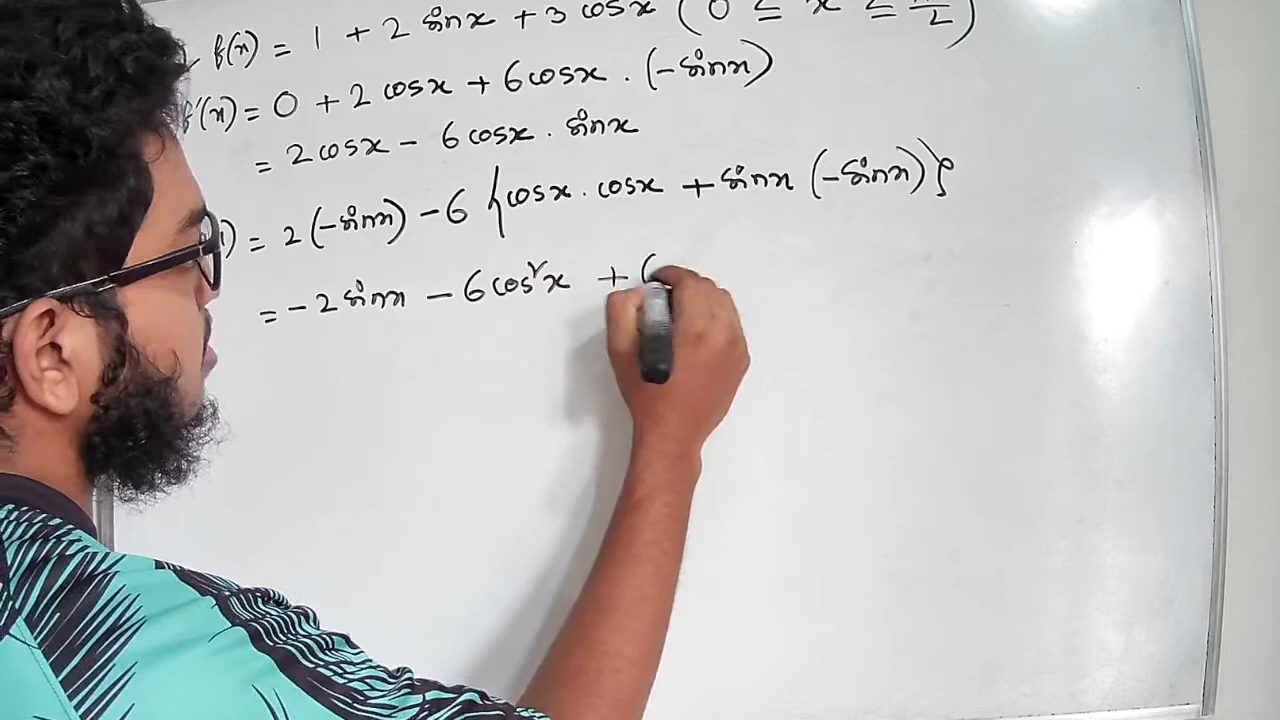 f(x) = 1 + 2 sinx + 3 cosx (0 ≤ x ≤ π/2)
f'(x) = 0 + 2 cosx + 6 cosx . (-sinx)
= 2 cosx - 6 cosx . sinx
) = 2 (-sinx) - 6 {cosx . cosx + sinx (-sinx)}
= -2 sinx - 6 cos²x + 6